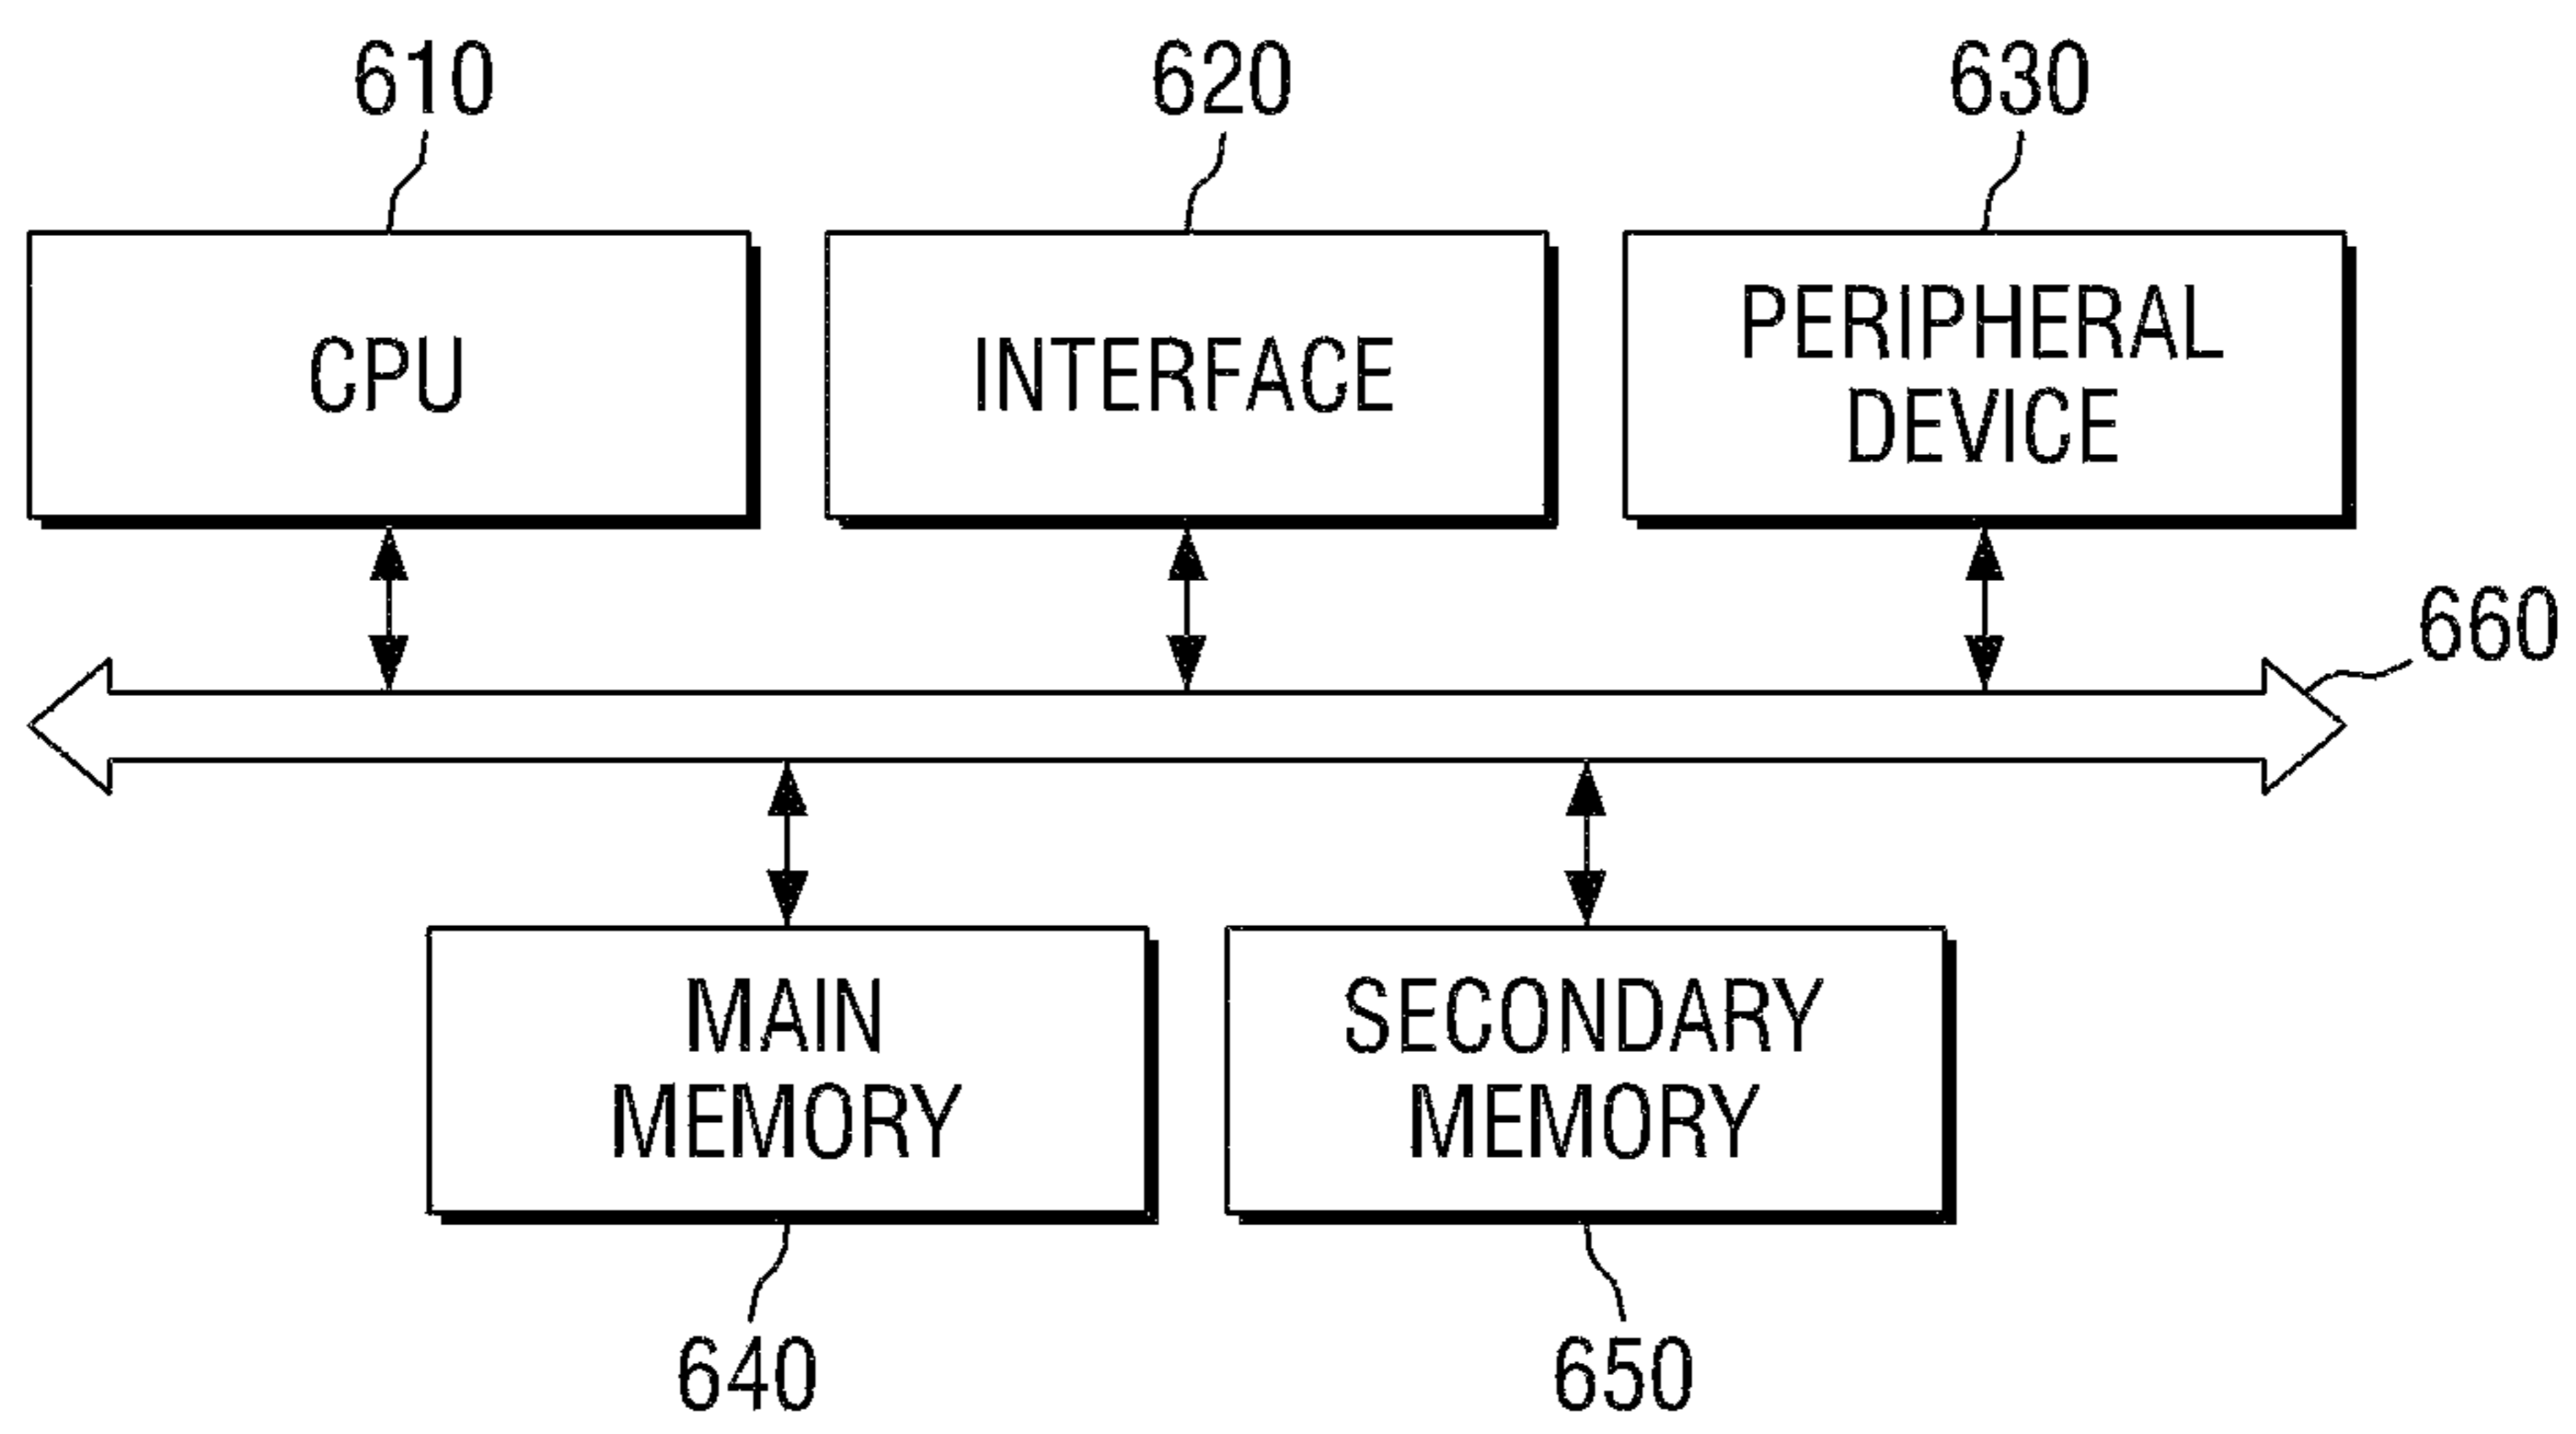 610
620
630
CPU
INTERFACE
PERIPHERAL
DEVICE
660
MAIN
MEMORY
SECONDARY
MEMORY
640
650